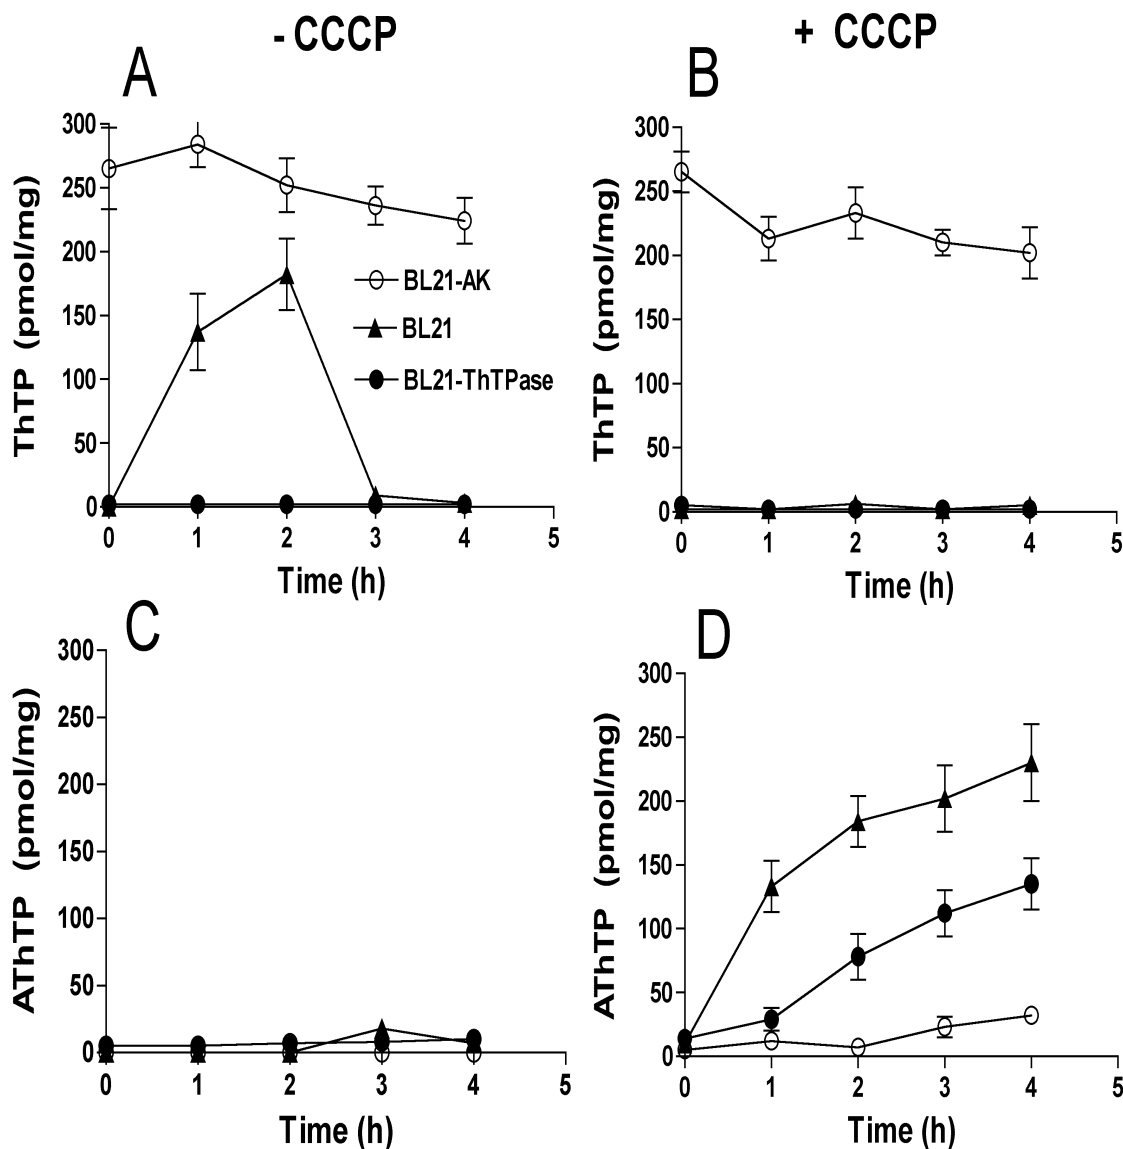 - CCCP
+ CCCP
A
B
ThTP (pmol/mg)
300
250
200
150
100
50
0
BL21-AK
BL21
BL21-ThTPase
0 1 2 3 4 5
Time (h)
ThTP (pmol/mg)
300
250
200
150
100
50
0
0 1 2 3 4 5
Time (h)
C
D
AThTP (pmol/mg)
300
250
200
150
100
50
0
0 1 2 3 4 5
Time (h)
AThTP (pmol/mg)
300
250
200
150
100
50
0
0 1 2 3 4 5
Time (h)